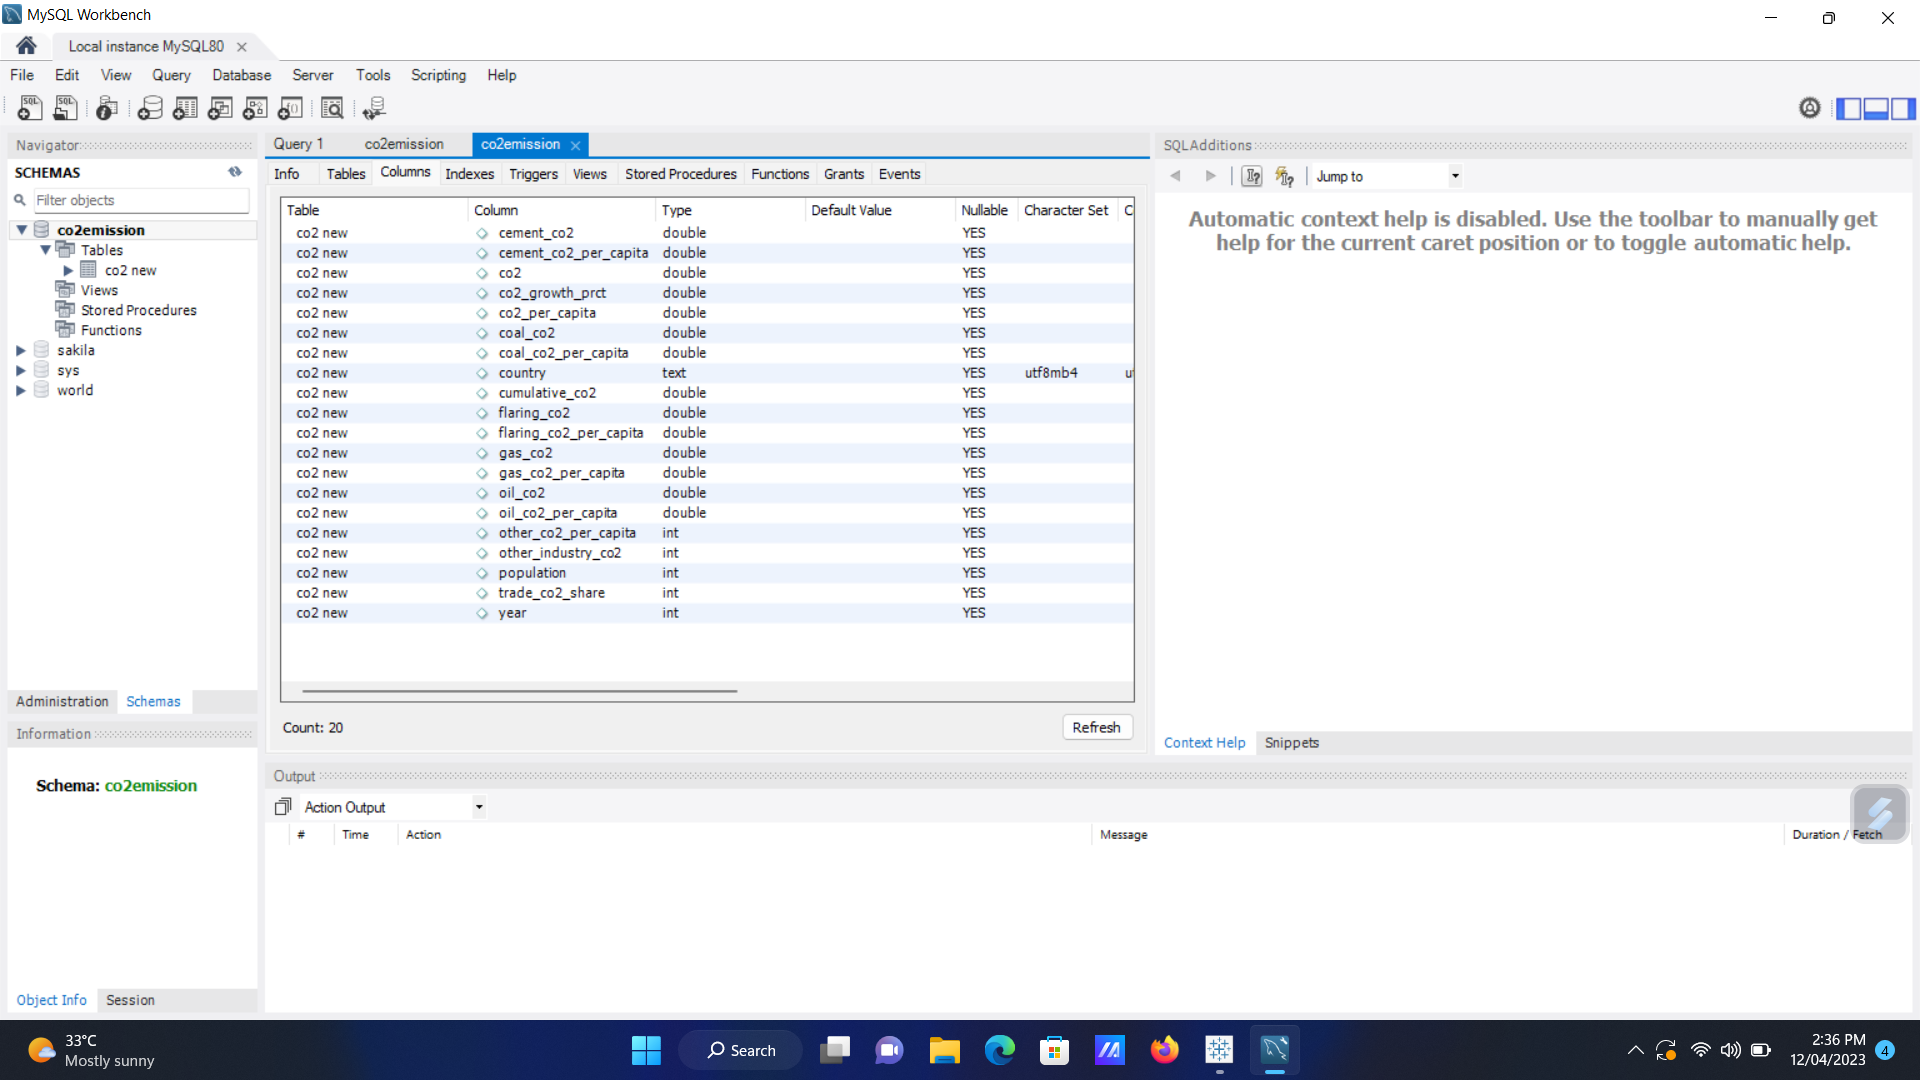 MySQL Workbench
Local instance MySQL80
File Edit View Query Database Server Tools Scripting Help
Navigator
SCHEMAS
Filter objects
co2emission
Tables
co2 new
Views
Stored Procedures
Functions
sakila
sys
world
Administration Schemas
Information
Schema: co2emission
Object Info Session
Query 1 co2emission co2emission
Info Tables Columns Indexes Triggers Views Stored Procedures Functions Grants Events
Table Column Type Default Value Nullable Character Set C
co2 new cement_co2 double YES
co2 new cement_co2_per_capita double YES
co2 new co2 double YES
co2 new co2_growth_prct double YES
co2 new co2_per_capita double YES
co2 new coal_co2 double YES
co2 new coal_co2_per_capita double YES
co2 new country text YES utf8mb4 u
co2 new cumulative_co2 double YES
co2 new flaring_co2 double YES
co2 new flaring_co2_per_capita double YES
co2 new gas_co2 double YES
co2 new gas_co2_per_capita double YES
co2 new oil_co2 double YES
co2 new oil_co2_per_capita double YES
co2 new other_co2_per_capita int YES
co2 new other_industry_co2 int YES
co2 new population int YES
co2 new trade_co2_share int YES
co2 new year int YES
Count: 20 Refresh
SQLAdditions
Jump to
Automatic context help is disabled. Use the toolbar to manually get
help for the current caret position or to toggle automatic help.
Context Help Snippets
Output
Action Output
# Time Action Message Duration / Fetch
33°C
Mostly sunny
Search
2:36 PM
12/04/2023
4